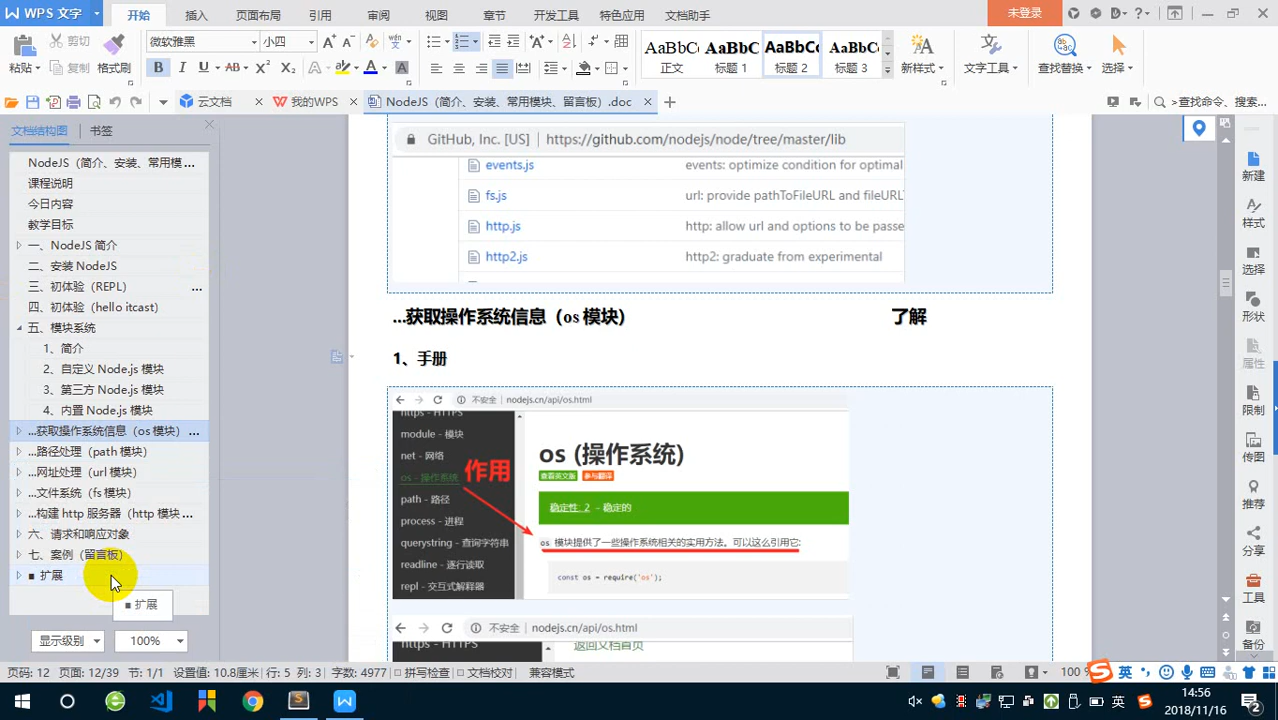 WPS 文字
开始
插入
页面布局
引用
审阅
视图
章节
开发工具
特色应用
文档助手
未登录
粘贴
剪切
复制
格式刷
微软雅黑
小四
AaBbCc
正文
AaBbC
标题 1
AaBbCc
标题 2
AaBbC
标题 3
新样式
文字工具
查找替换
选择
云文档
我的WPS
NodeJS（简介、安装、常用模块、留言板）.doc
>查找命令、搜索...
文档结构图
书签
NodeJS（简介、安装、常用模...
课程说明
今日内容
教学目标
一、NodeJS 简介
二、安装 NodeJS
三、初体验（REPL）
...
四、初体验（hello itcast）
五、模块系统
1、简介
2、自定义 Node.js 模块
3、第三方 Node.js 模块
4、内置 Node.js 模块
...获取操作系统信息（os 模块）
...
...路径处理（path 模块）
...网址处理（url 模块）
...文件系统（fs 模块）
...构建 http 服务器（http 模块...
六、请求和响应对象
七、案例（留言板）
■ 扩展
■ 扩展
显示级别
100%
GitHub, Inc. [US] | https://github.com/nodejs/node/tree/master/lib
events.js
events: optimize condition for optimal
fs.js
url: provide pathToFileURL and fileURL
http.js
http: allow url and options to be passe
http2.js
http2: graduate from experimental
...获取操作系统信息（os 模块）
了解
1、手册
不安全 | nodejs.cn/api/os.html
https - HTTPS
module - 模块
net - 网络
os - 操作系统
path - 路径
process - 进程
querystring - 查询字符串
readline - 逐行读取
repl - 交互式解释器
作用
os (操作系统)
查看英文版
参与翻译
稳定性: 2 - 稳定的
os 模块提供了一些操作系统相关的实用方法。可以这么引用它:
const os = require('os');
不安全 | nodejs.cn/api/os.html
https - HTTPS
返回文档首页
新建
样式
选择
形状
属性
限制
传图
推荐
分享
工具
备份
页码: 12
页面: 12/39
节: 1/1
设置值: 10.8厘米
行: 5
列: 3
字数: 4977
拼写检查
文档校对
兼容模式
100
英
英
14:56
2018/11/16
2